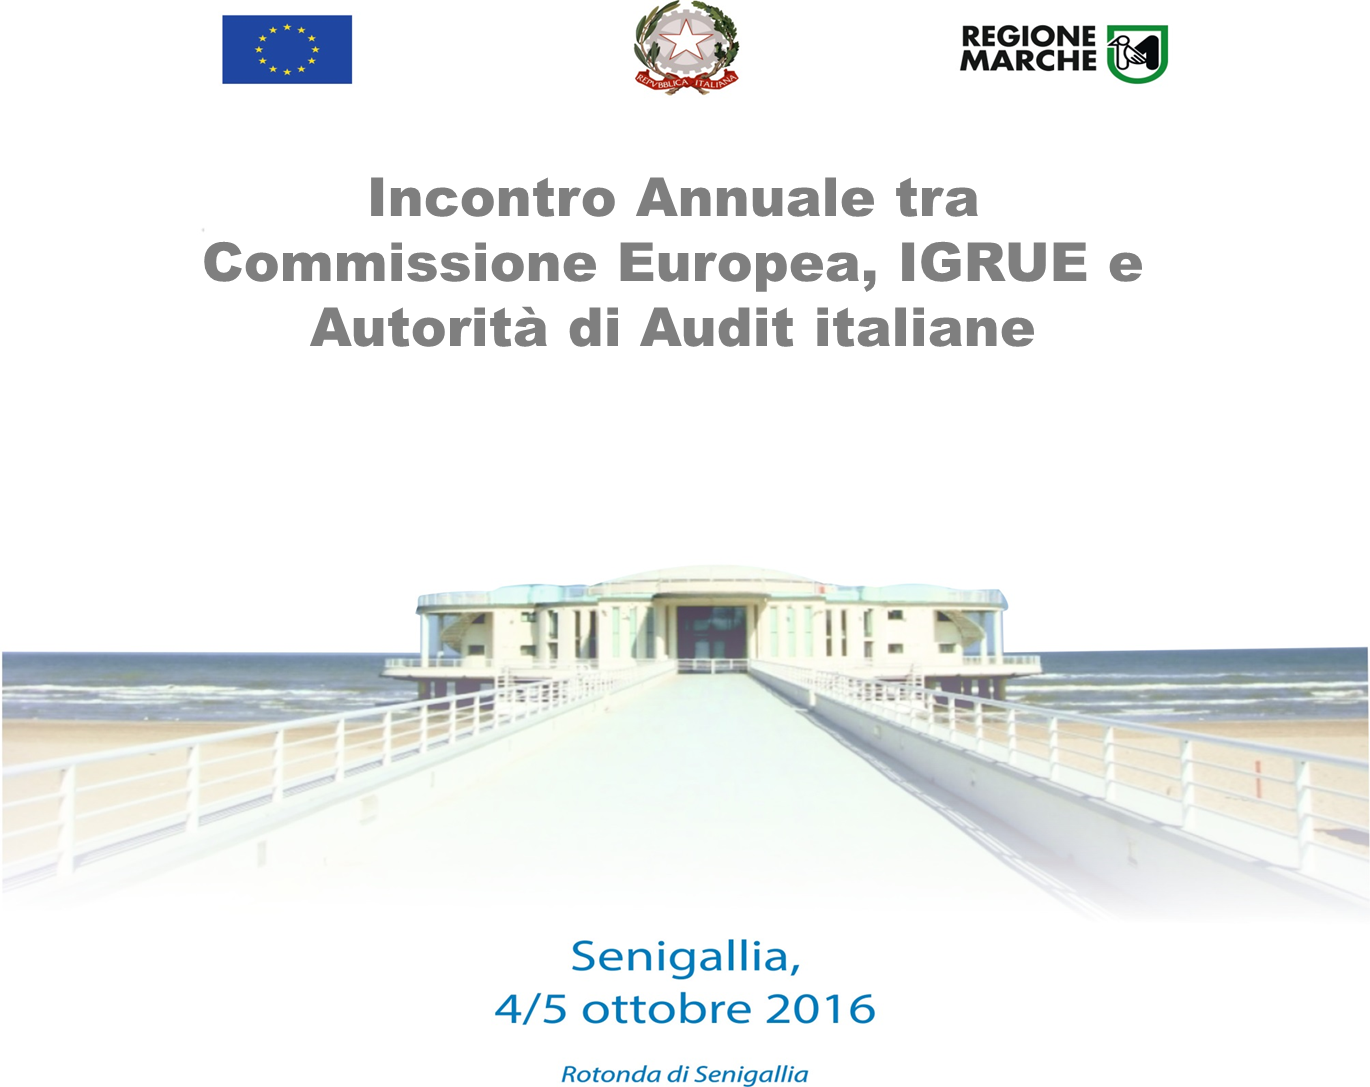 REPVBBLICA ITALIANA
REGIONE
MARCHE
Incontro Annuale tra
Commissione Europea, IGRUE e
Autorità di Audit italiane
Senigallia,
4/5 ottobre 2016
Rotonda di Senigallia